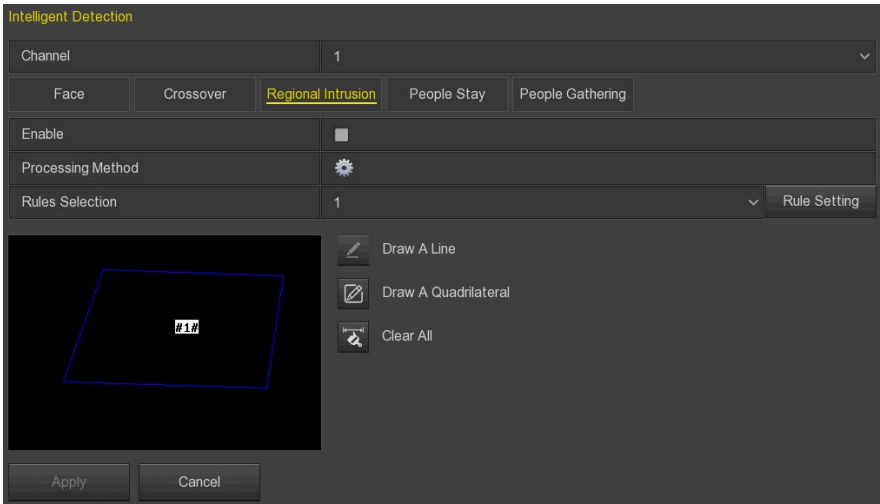 Intelligent Detection
Channel 1
Face Crossover Regional Intrusion People Stay People Gathering
Enable
Processing Method
Rules Selection 1 Rule Setting
Draw A Line
Draw A Quadrilateral
#1#
Clear All
Apply Cancel